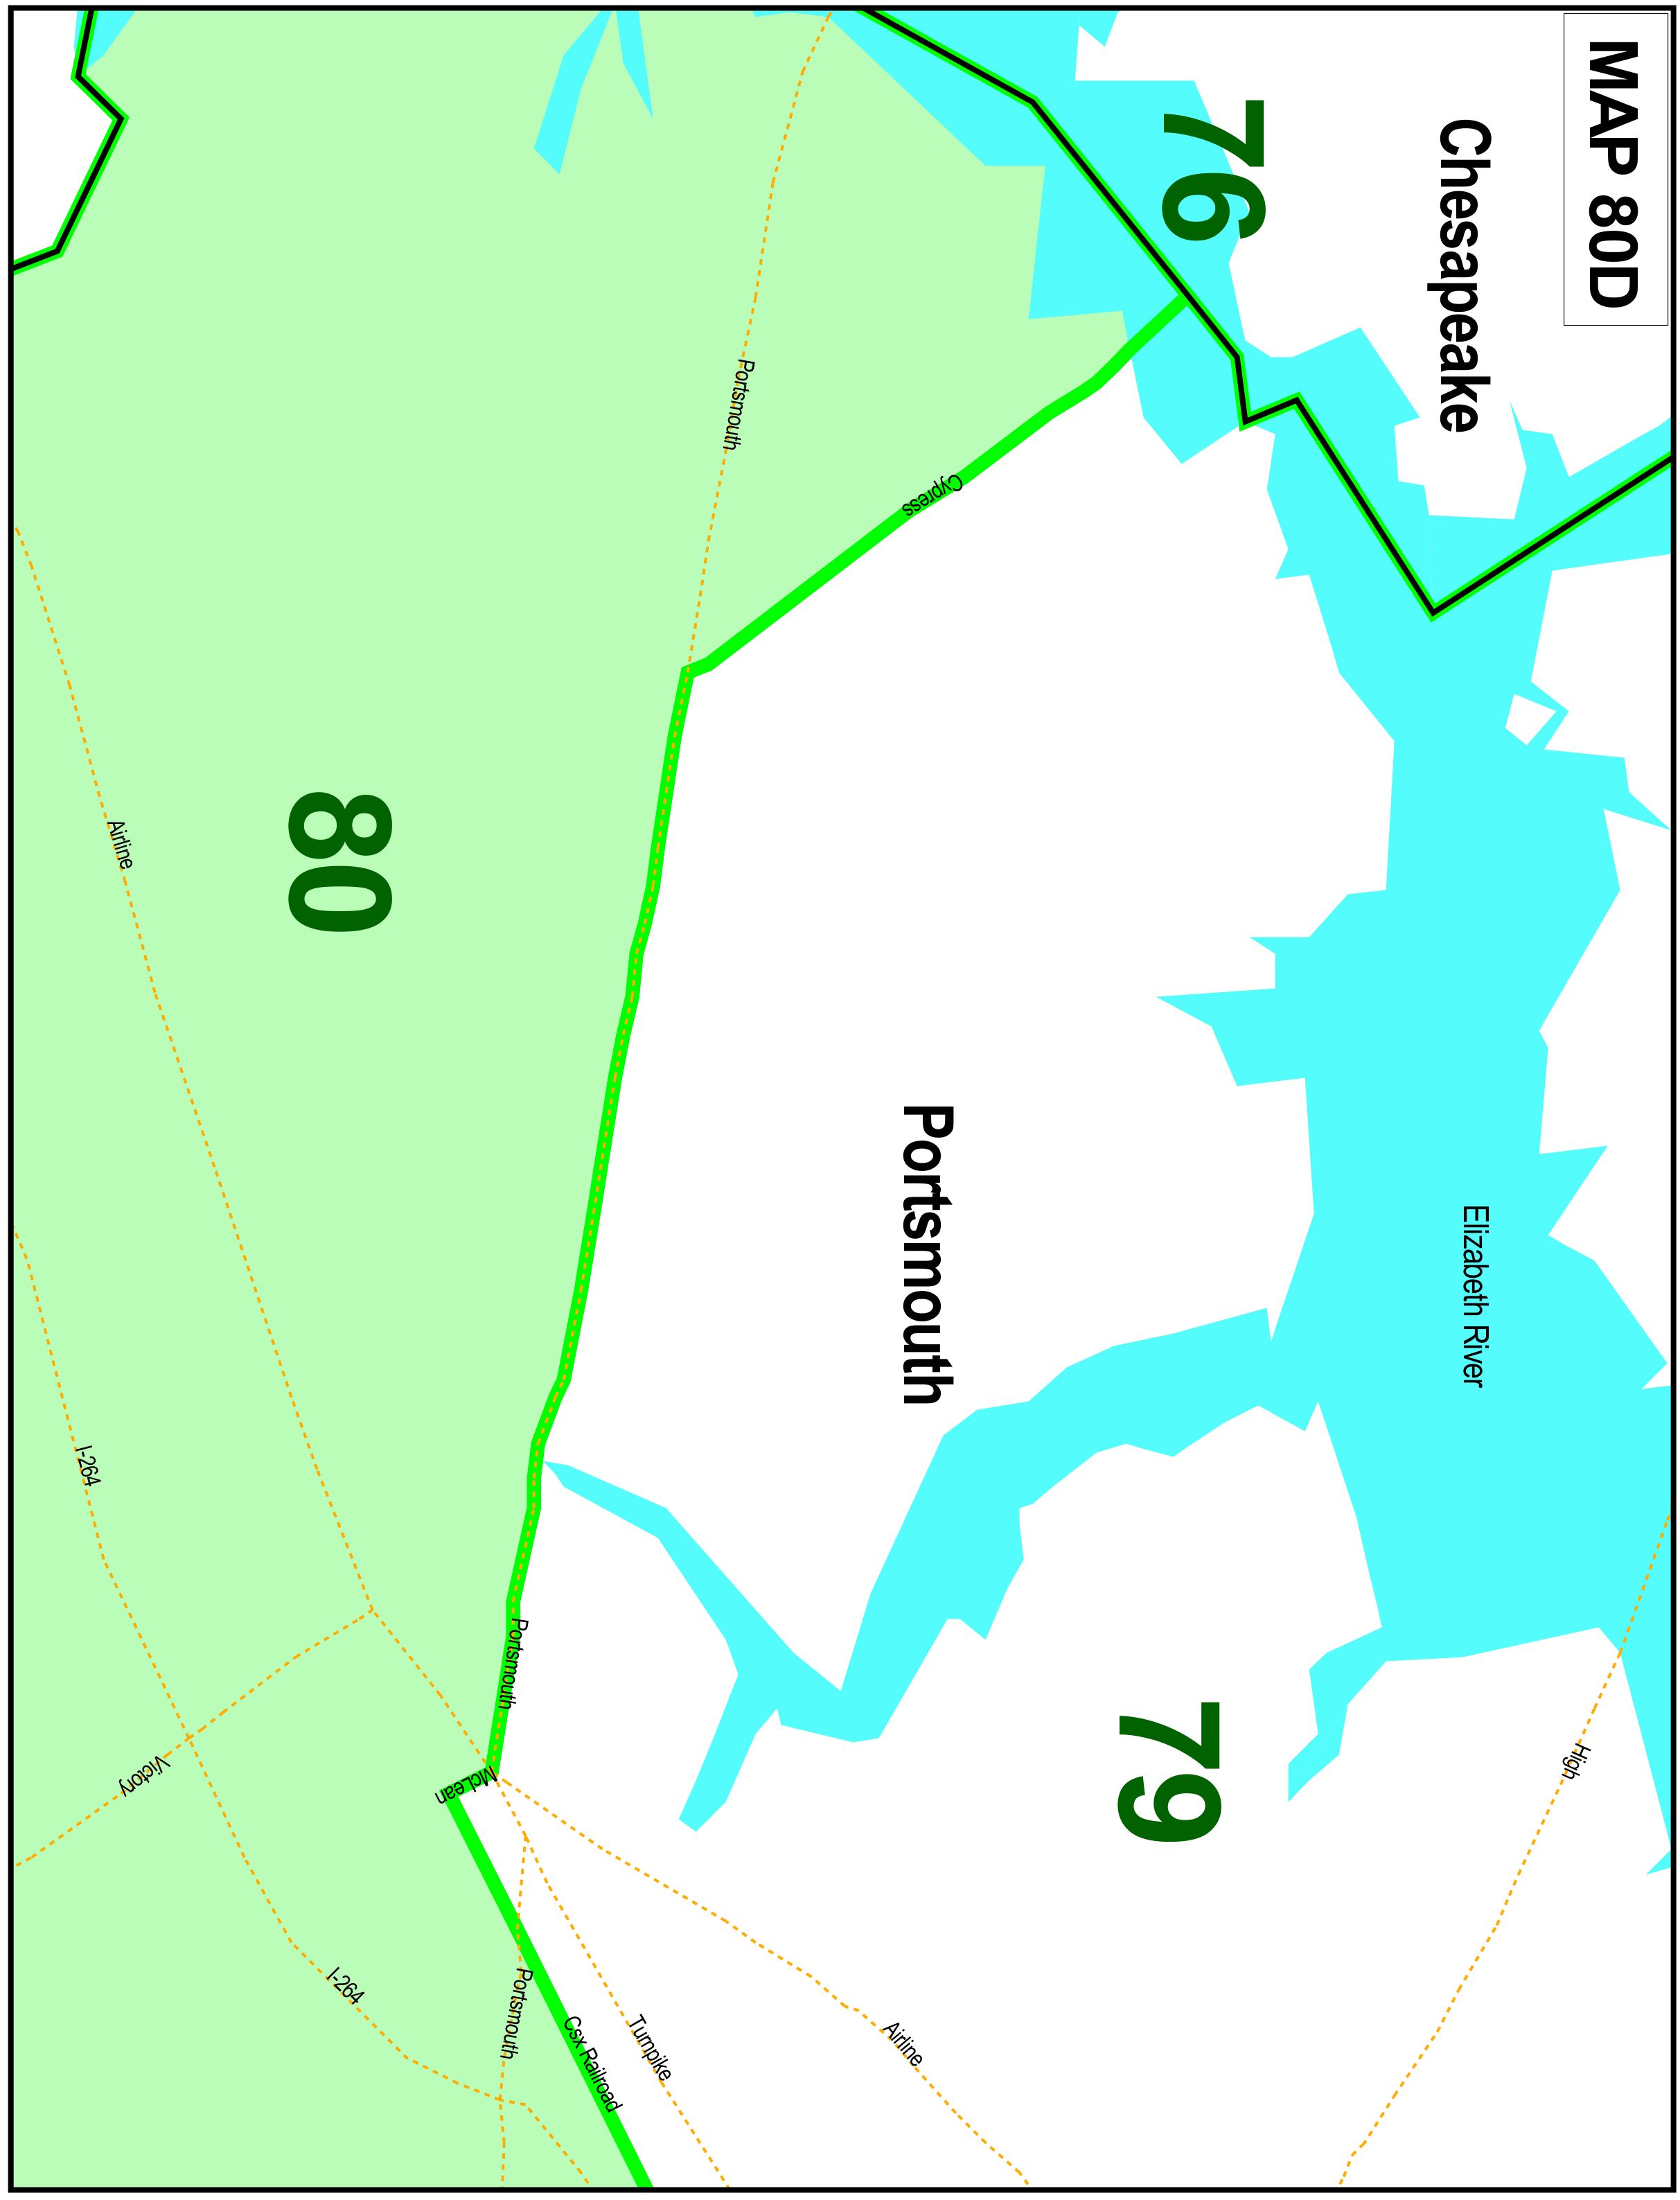 MAP 80D
Chesapeake
76
Portsmouth
Cypress
Airline
80
Portsmouth
Elizabeth River
I-264
Portsmouth
79
High
Victory
McLean
I-264
Portsmouth
Csx Railroad
Turnpike
Airline